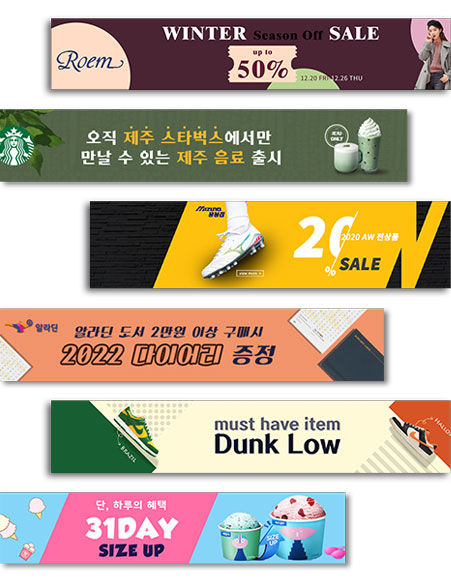 WINTER Season Off SALE
Roem
up to
50%
12.20 FRI - 12.26 THU
오직 제주 스타벅스에서만
만날 수 있는 제주 음료 출시
MIZUNO
20% SALE
2020 AW 전상품
알라딘
알라딘 도서 2만원 이상 구매시
2022 다이어리 증정
must have item
Dunk Low
BRAZIL
단, 하루의 혜택
31DAY
SIZE UP
SIZE UP